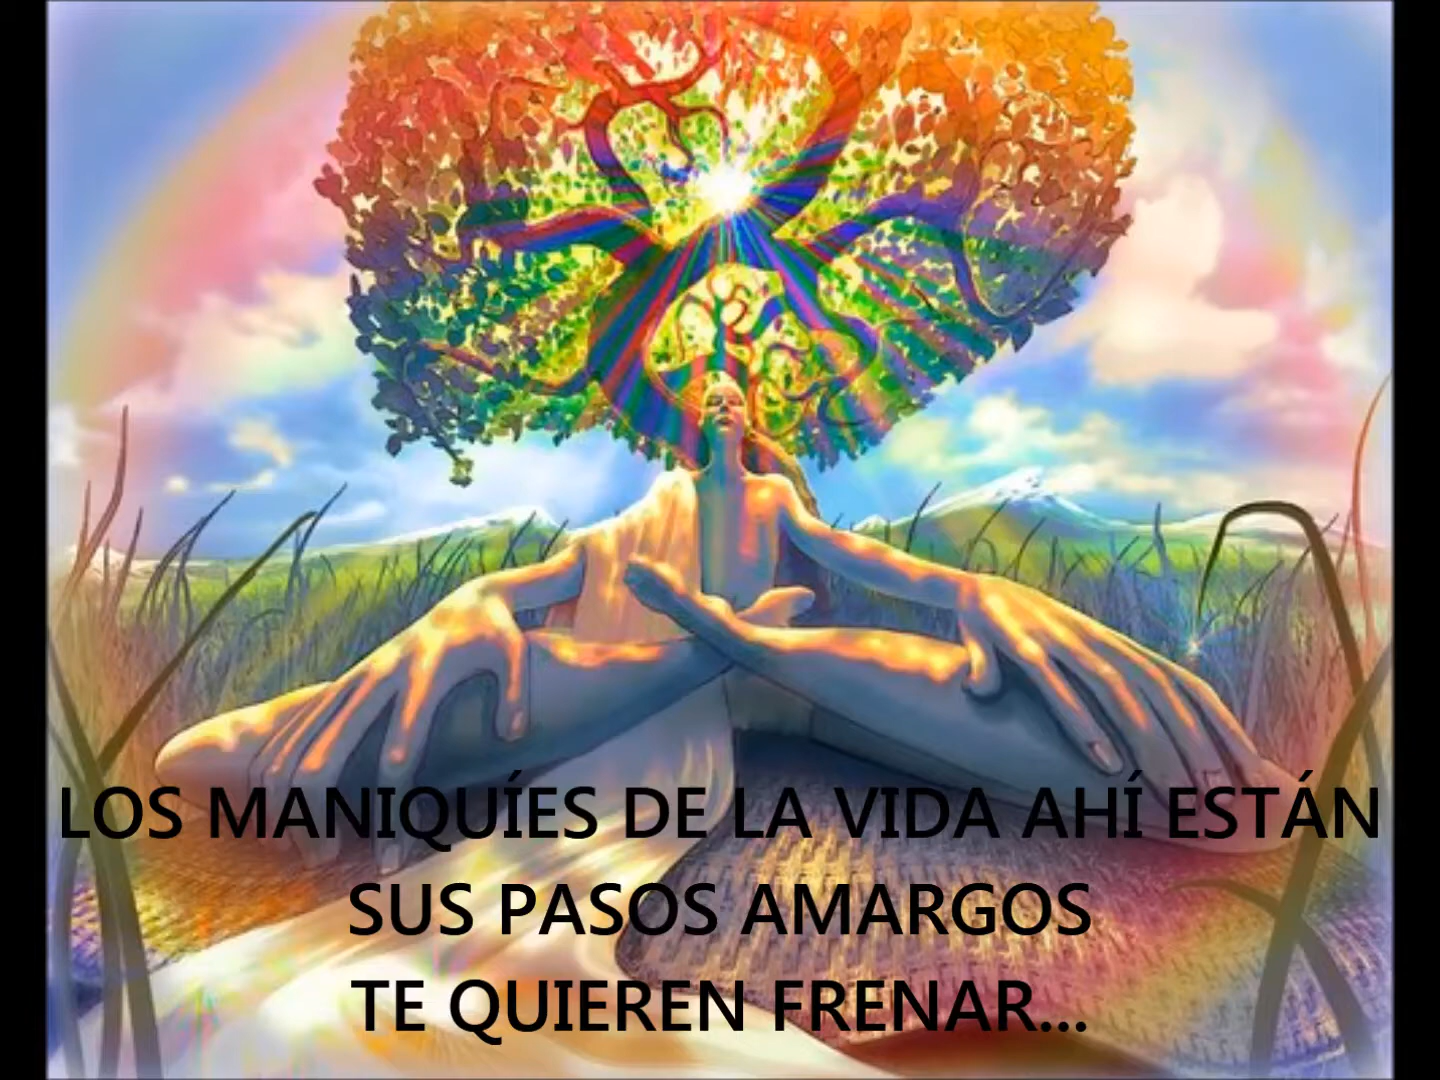 LOS MANIQUÍES DE LA VIDA AHÍ ESTÁN
SUS PASOS AMARGOS
TE QUIEREN FRENAR...